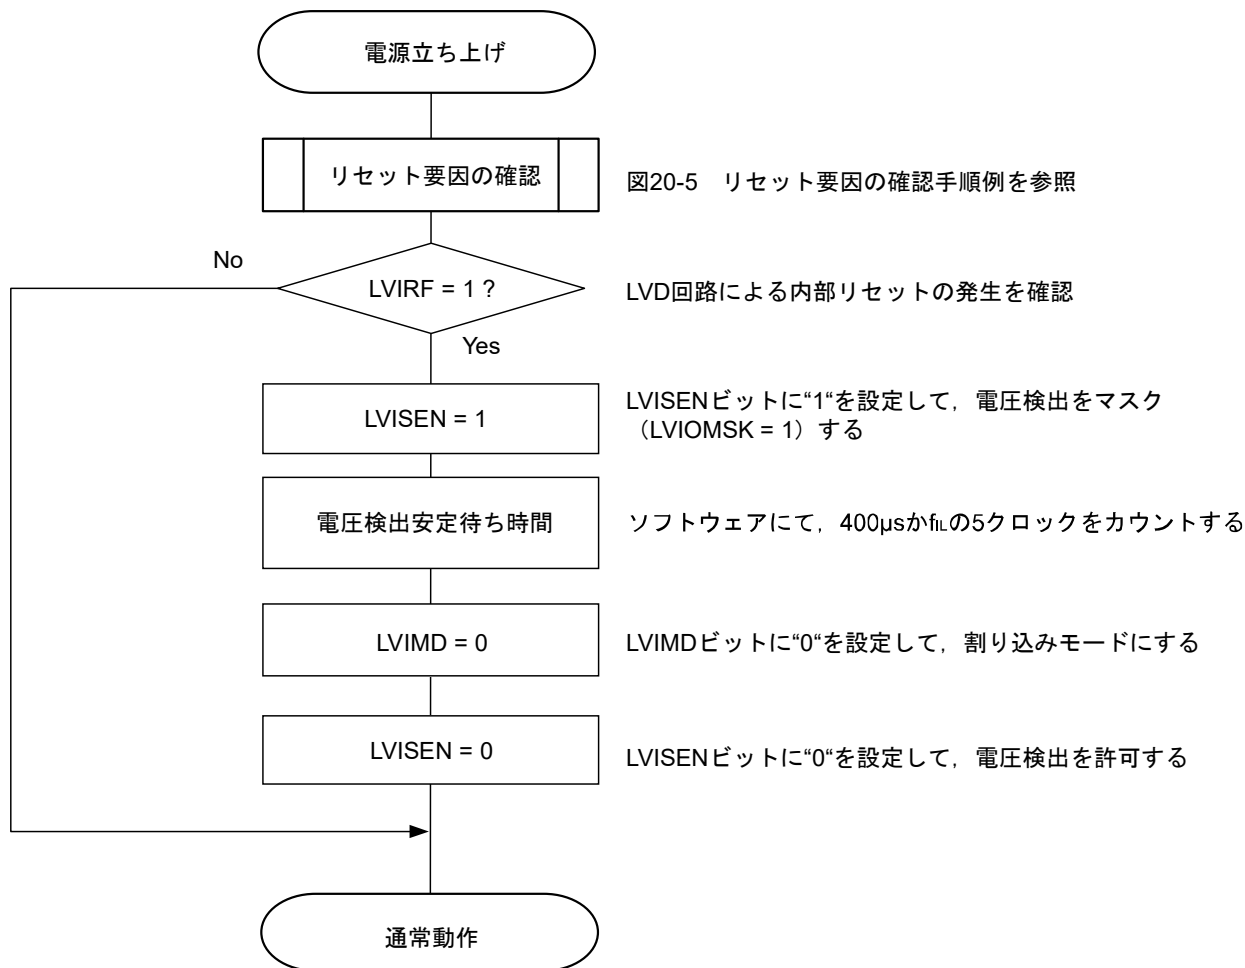 電源立ち上げ
リセット要因の確認
図20-5　リセット要因の確認手順例を参照
No
LVIRF = 1 ?
LVD回路による内部リセットの発生を確認
Yes
LVISEN = 1
LVISENビットに“1“を設定して，電圧検出をマスク
（LVIOMSK = 1）する
電圧検出安定待ち時間
ソフトウェアにて，400μsかfILの5クロックをカウントする
LVIMD = 0
LVIMDビットに“0“を設定して，割り込みモードにする
LVISEN = 0
LVISENビットに“0“を設定して，電圧検出を許可する
通常動作